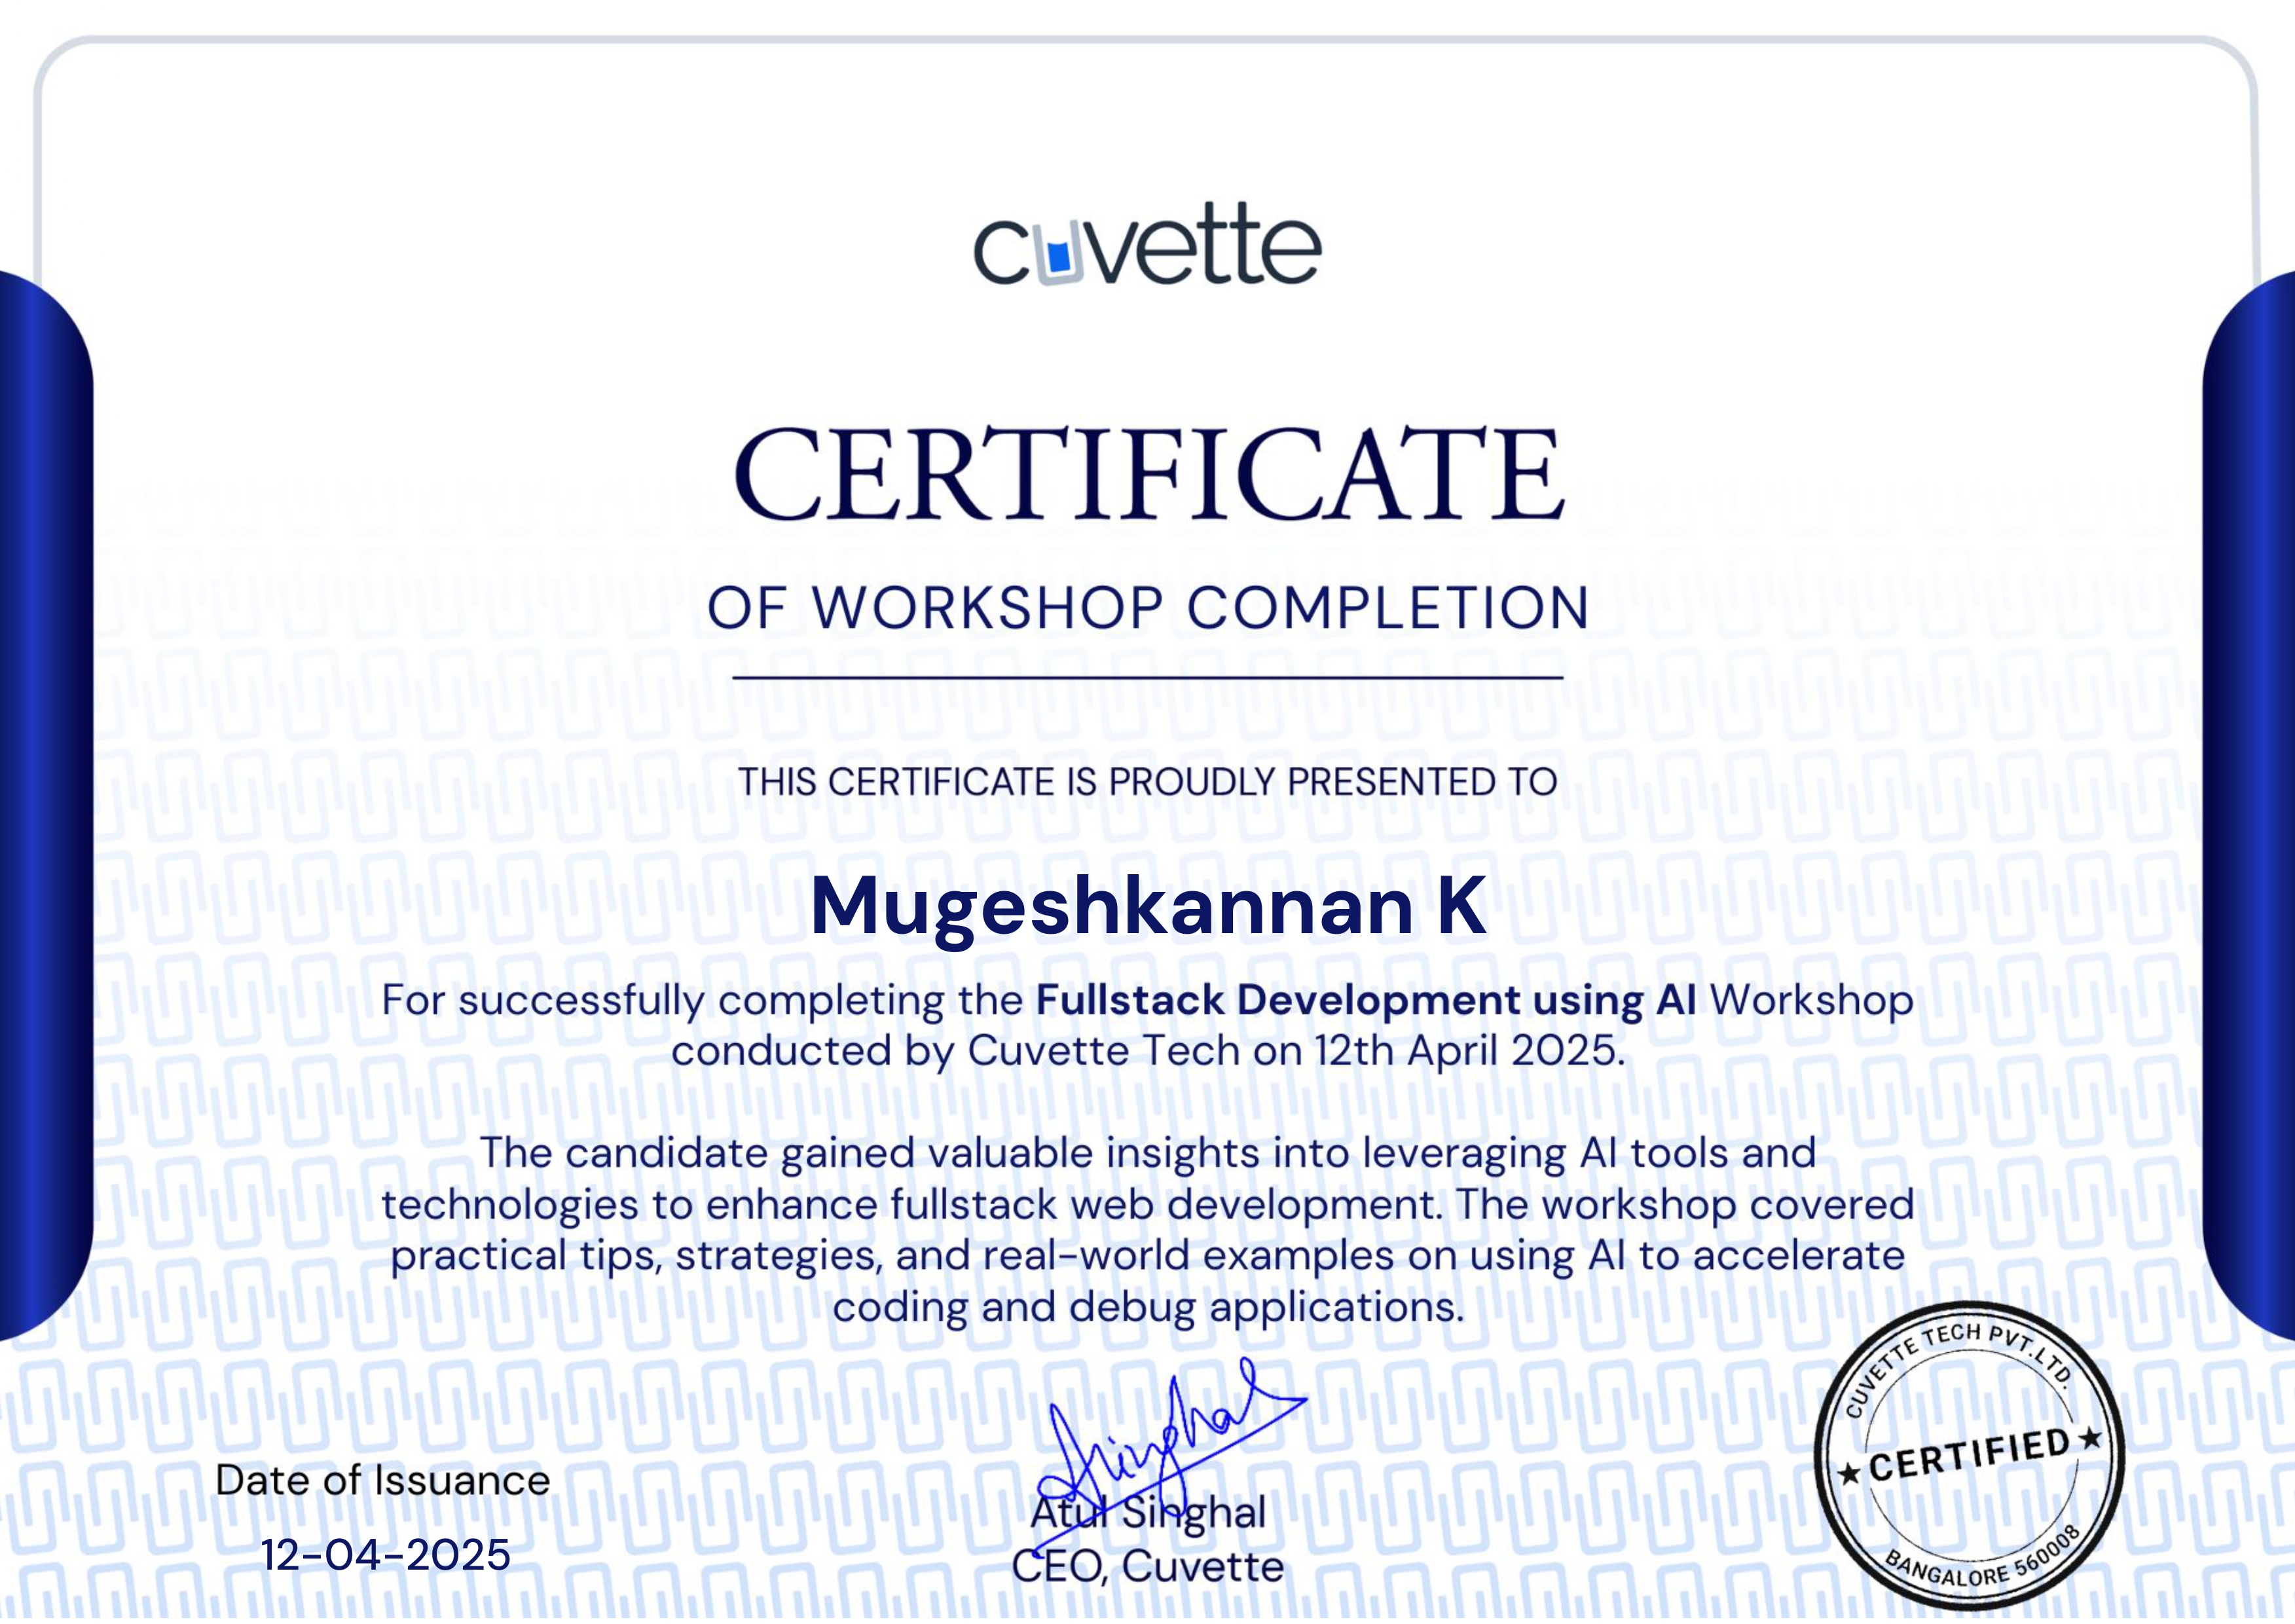 cuvette
CERTIFICATE
OF WORKSHOP COMPLETION
THIS CERTIFICATE IS PROUDLY PRESENTED TO
Mugeshkannan K
For successfully completing the Fullstack Development using AI Workshop
conducted by Cuvette Tech on 12th April 2025.
The candidate gained valuable insights into leveraging AI tools and
technologies to enhance fullstack web development. The workshop covered
practical tips, strategies, and real-world examples on using AI to accelerate
coding and debug applications.
Date of Issuance
12-04-2025
Singhal
Atul Singhal
CEO, Cuvette
CUVETTE TECH PVT.LTD.
★ CERTIFIED ★
BANGALORE 560008